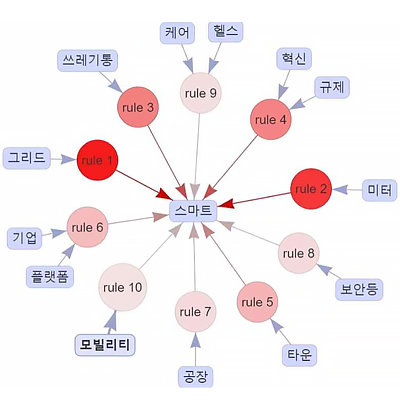 케어
헬스
쓰레기통
혁신
규제
rule 9
rule 3
rule 4
그리드
rule 1
rule 2
미터
스마트
기업
rule 6
플랫폼
rule 8
rule 10
rule 7
rule 5
보안등
모빌리티
타운
공장